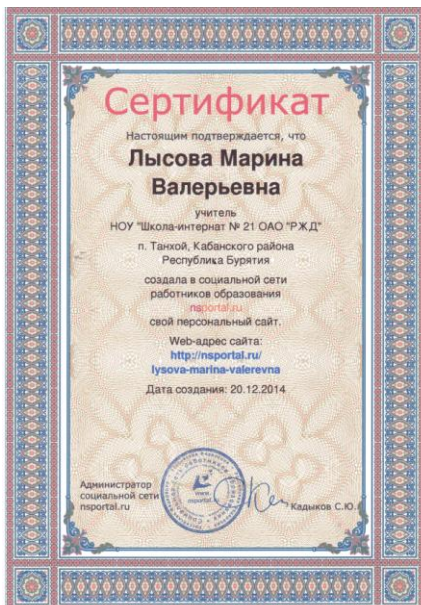 Сертификат
Настоящим подтверждается, что
Лысова Марина
Валерьевна
учитель
НОУ "Школа-интернат № 21 ОАО "РЖД"
п. Танхой, Кабанского района
Республика Бурятия
создала в социальной сети
работников образования
nsportal.ru
свой персональный сайт.
Web-адрес сайта:
http://nsportal.ru/
lysova-marina-valerevna
Дата создания: 20.12.2014
Администратор
социальной сети
nsportal.ru
www.
nsportal
Кадыков С.Ю.